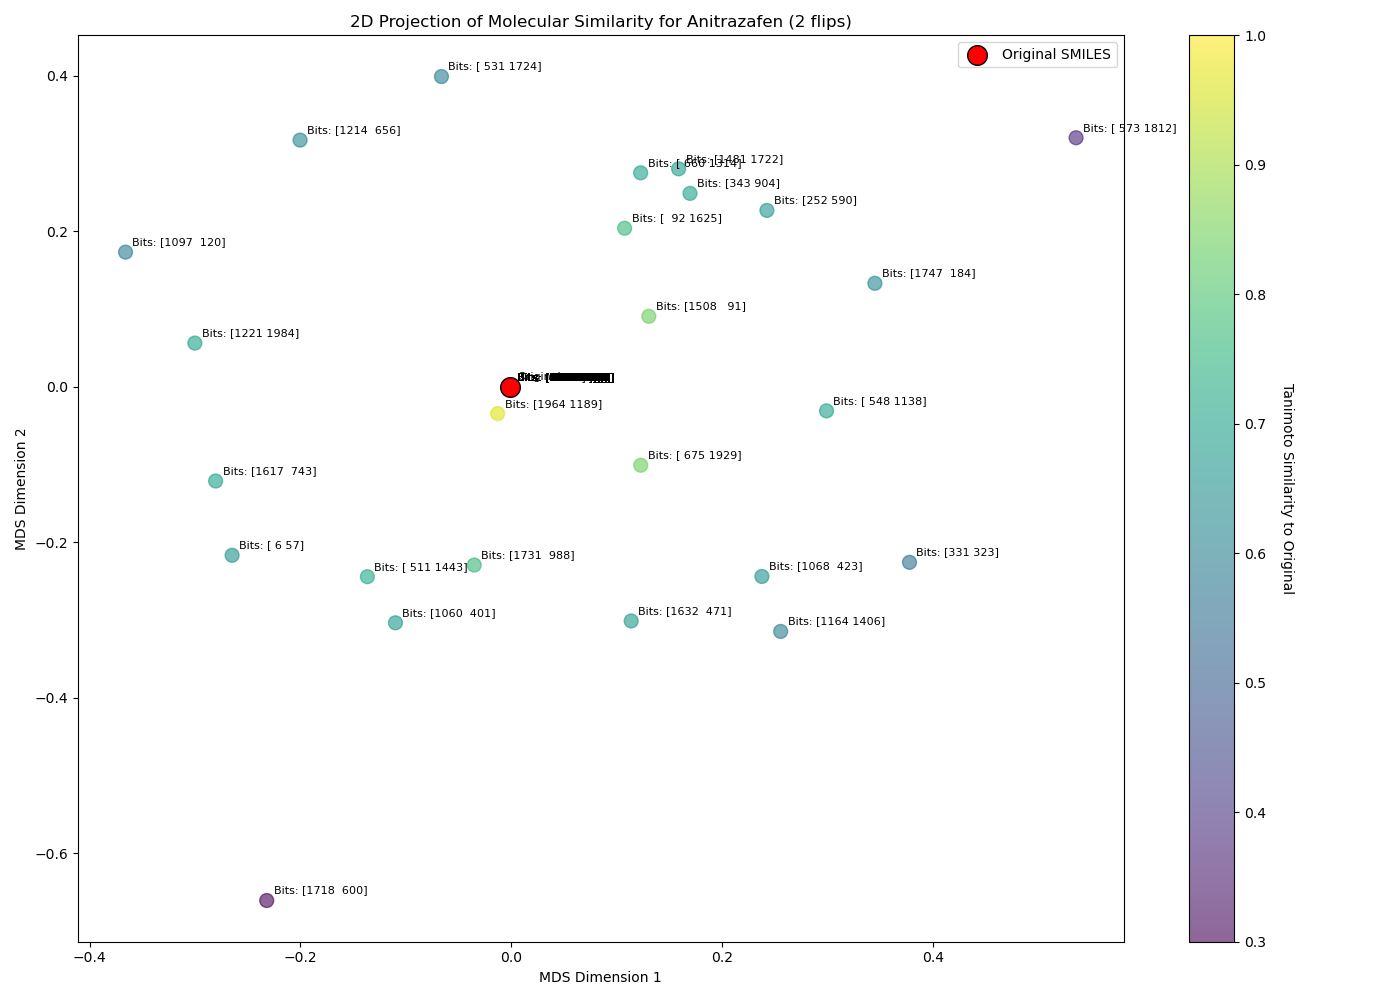 2D Projection of Molecular Similarity for Anitrazafen (2 flips)
Original SMILES
Bits: [ 531 1724]
Bits: [1214  656]
Bits: [ 573 1812]
Bits: [1481 1722]
Bits: [ 660 1314]
Bits: [343 904]
Bits: [252 590]
Bits: [  92 1625]
Bits: [1097  120]
Bits: [1747  184]
Bits: [1508   91]
Bits: [1221 1984]
Bits: [1964 1189]
Bits: [ 548 1138]
Bits: [ 675 1929]
Bits: [1617  743]
Bits: [ 6 57]
Bits: [1731  988]
Bits: [331 323]
Bits: [ 511 1443]
Bits: [1068  423]
Bits: [1060  401]
Bits: [1632  471]
Bits: [1164 1406]
Bits: [1718  600]
0.4
0.2
0.0
−0.2
−0.4
−0.6
MDS Dimension 2
−0.4
−0.2
0.0
0.2
0.4
MDS Dimension 1
1.0
0.9
0.8
0.7
0.6
0.5
0.4
0.3
Tanimoto Similarity to Original